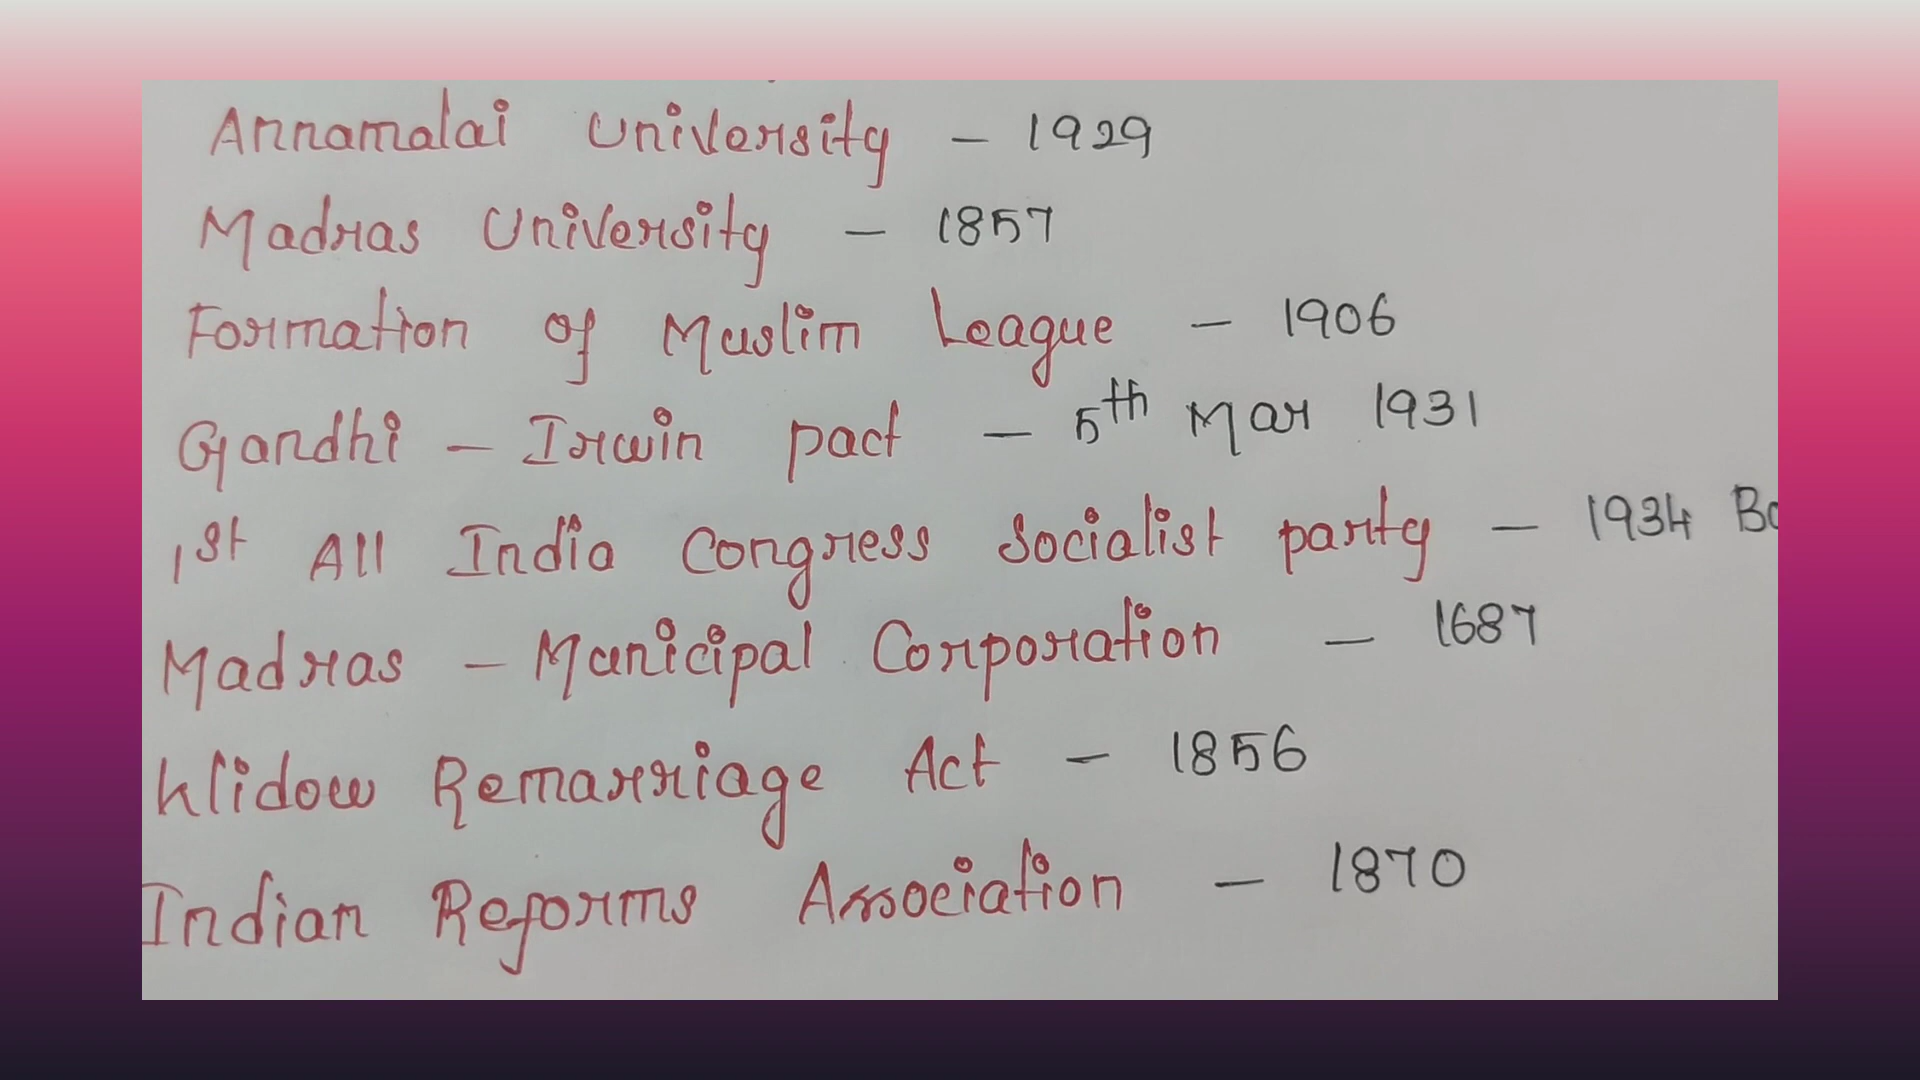 Annamalai University - 1929
Madras University - 1857
Formation of Muslim League - 1906
Gandhi - Irwin pact - 5th Mar 1931
1st All India Congress Socialist party - 1934
Madras - Municipal Corporation - 1687
Widow Remarriage Act - 1856
Indian Reforms Association - 1870